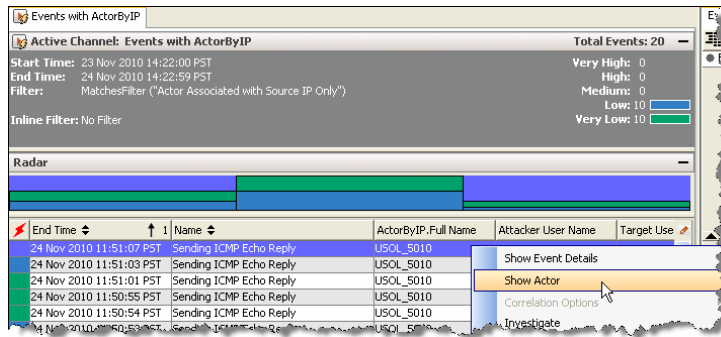 Events with ActorByIP
Active Channel: Events with ActorByIP Total Events: 20
Start Time: 23 Nov 2010 14:22:00 PST Very High: 0
End Time: 24 Nov 2010 14:22:59 PST High: 0
Filter: MatchesFilter ("Actor Associated with Source IP Only") Medium: 0
Low: 10
Inline Filter: No Filter Very Low: 10
Radar
End Time 1 Name ActorByIP.Full Name Attacker User Name Target Use
24 Nov 2010 11:51:07 PST Sending ICMP Echo Reply USOL_5010
24 Nov 2010 11:51:03 PST Sending ICMP Echo Reply USOL_5010
24 Nov 2010 11:51:01 PST Sending ICMP Echo Reply USOL_5010
24 Nov 2010 11:50:55 PST Sending ICMP Echo Reply USOL_5010
24 Nov 2010 11:50:54 PST Sending ICMP Echo Reply USOL_5010
Show Event Details
Show Actor
Correlation Options
Investigate